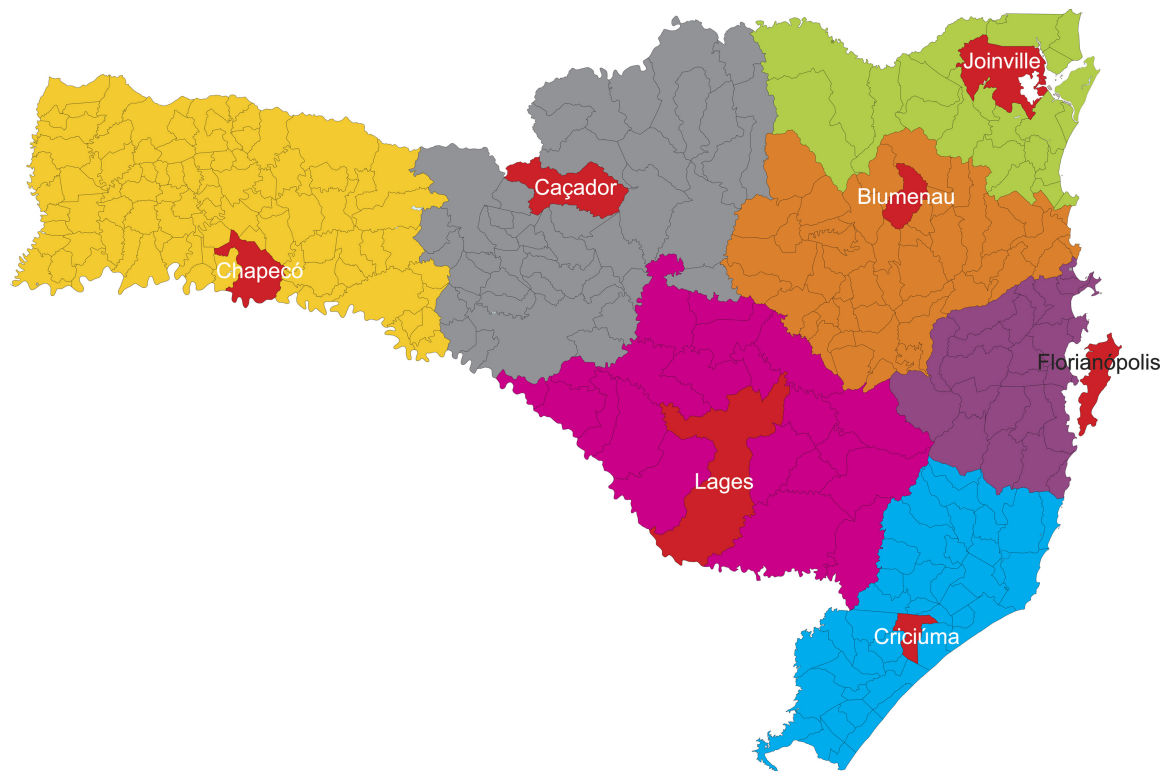 Joinville
Caçador
Blumenau
Chapecó
Florianópolis
Lages
Criciúma